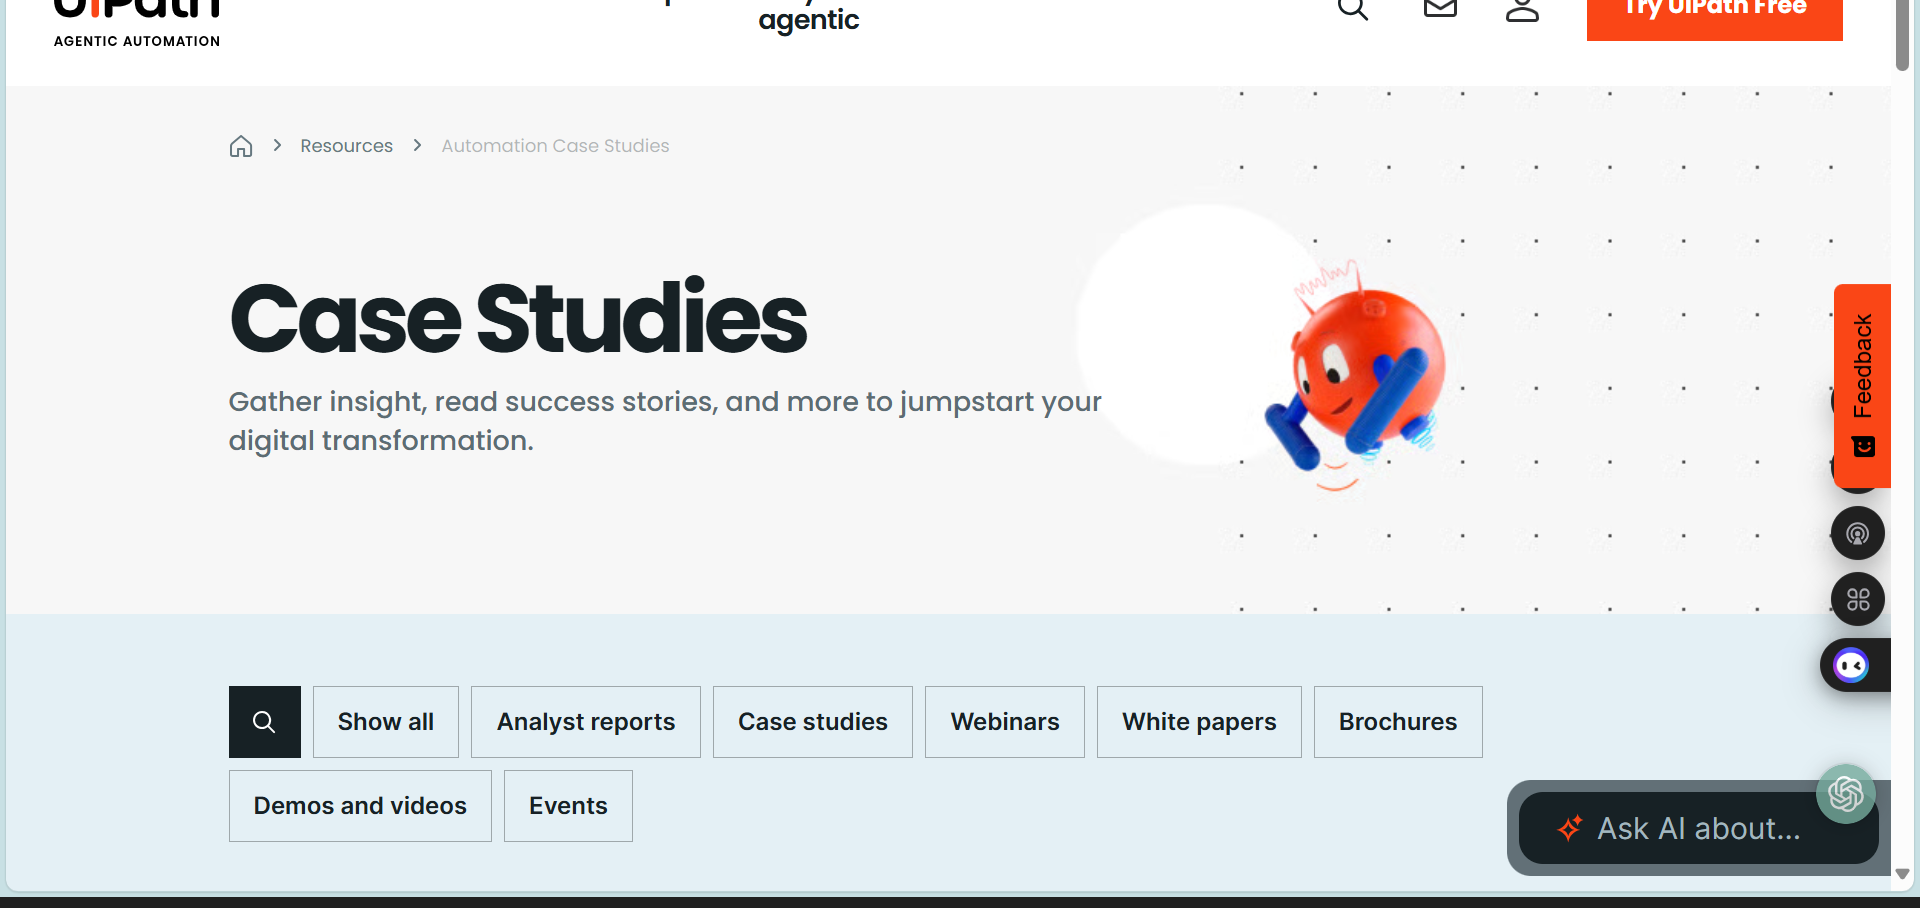 UiPath
AGENTIC AUTOMATION
agentic
Try UiPath Free
Resources
Automation Case Studies
Case Studies
Gather insight, read success stories, and more to jumpstart your
digital transformation.
Feedback
Show all
Analyst reports
Case studies
Webinars
White papers
Brochures
Demos and videos
Events
Ask AI about...